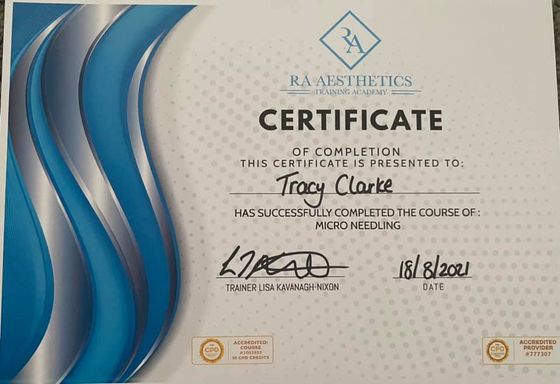 RA
RA AESTHETICS
TRAINING ACADEMY
CERTIFICATE
OF COMPLETION
THIS CERTIFICATE IS PRESENTED TO:
Tracy Clarke
HAS SUCCESSFULLY COMPLETED THE COURSE OF :
MICRO NEEDLING
18/8/2021
TRAINER LISA KAVANAGH-NIXON
DATE
CPD
ACCREDITED:
COURSE
CPD CREDITS
CPD
ACCREDITED
PROVIDER
#777307